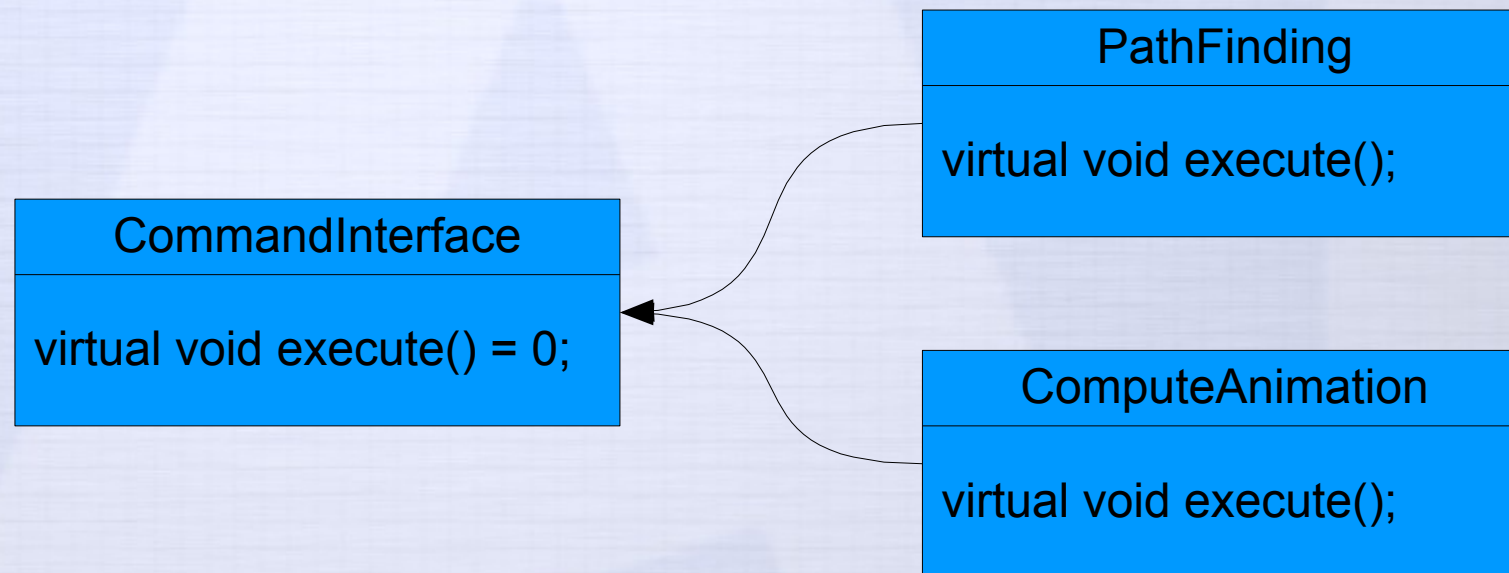 PathFinding
virtual void execute();
CommandInterface
virtual void execute() = 0;
ComputeAnimation
virtual void execute();